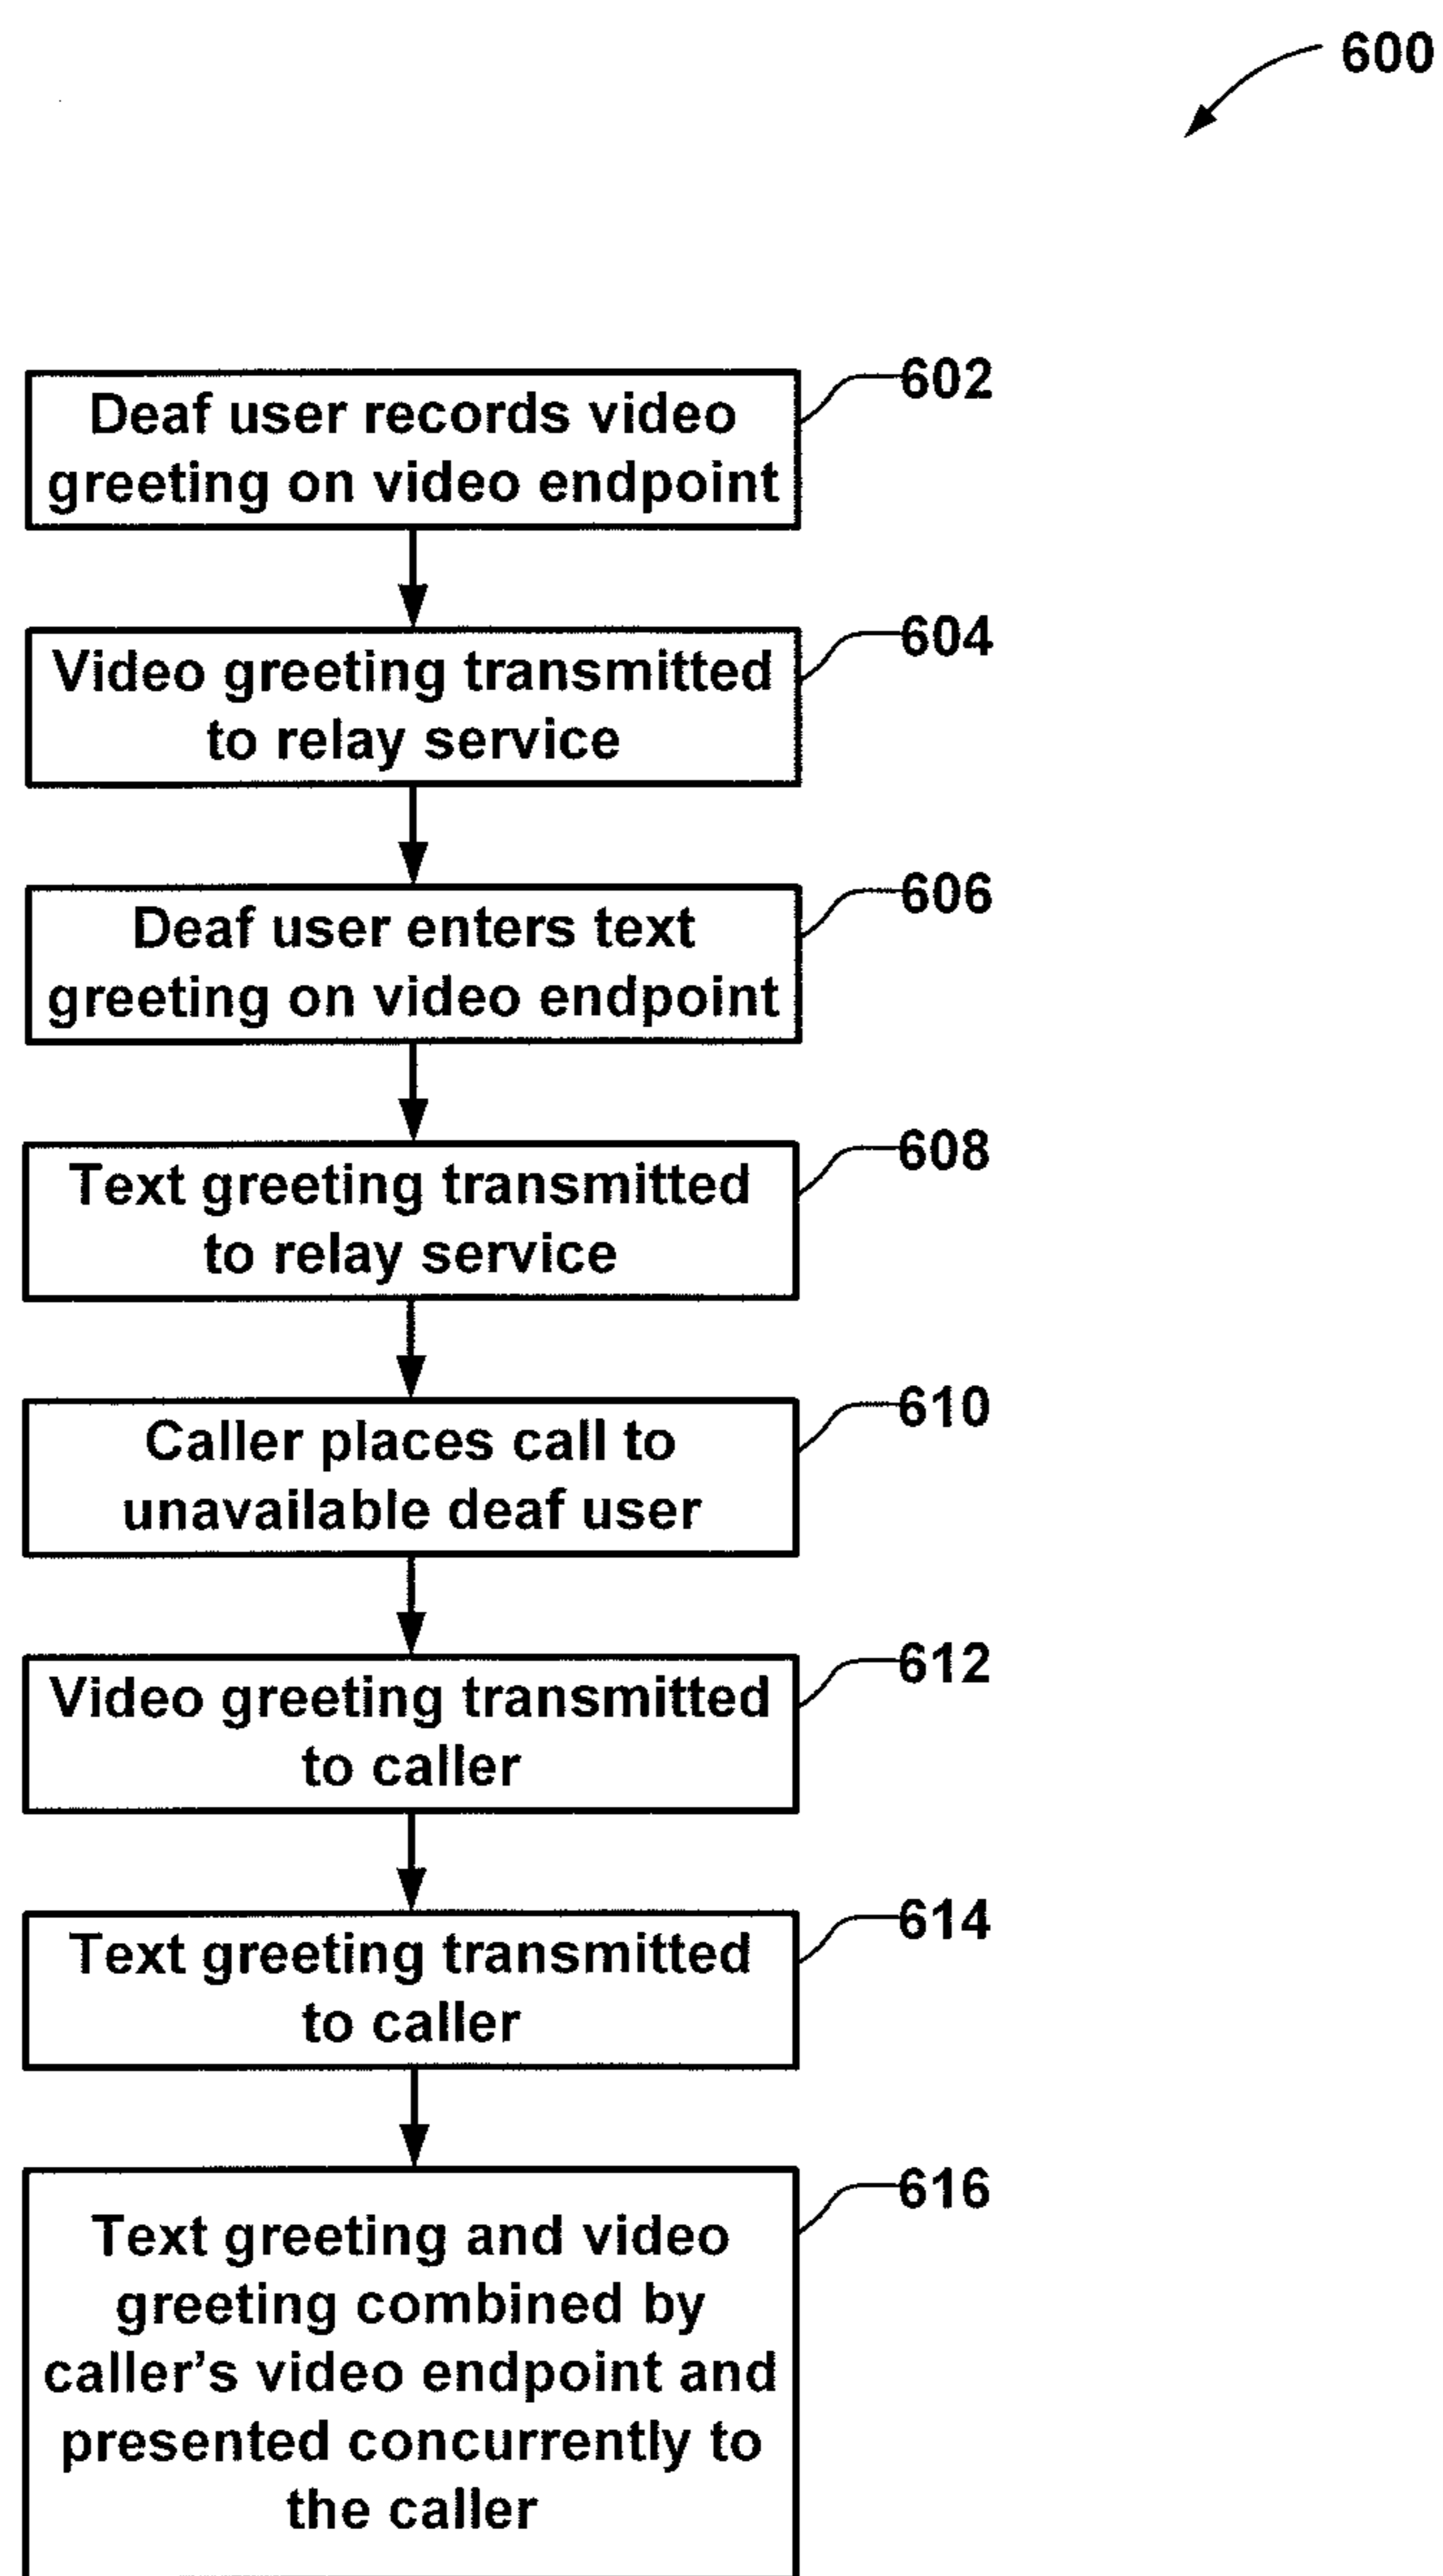 600
602
Deaf user records video
greeting on video endpoint
604
Video greeting transmitted
to relay service
606
Deaf user enters text
greeting on video endpoint
608
Text greeting transmitted
to relay service
610
Caller places call to
unavailable deaf user
612
Video greeting transmitted
to caller
614
Text greeting transmitted
to caller
616
Text greeting and video
greeting combined by
caller's video endpoint and
presented concurrently to
the caller